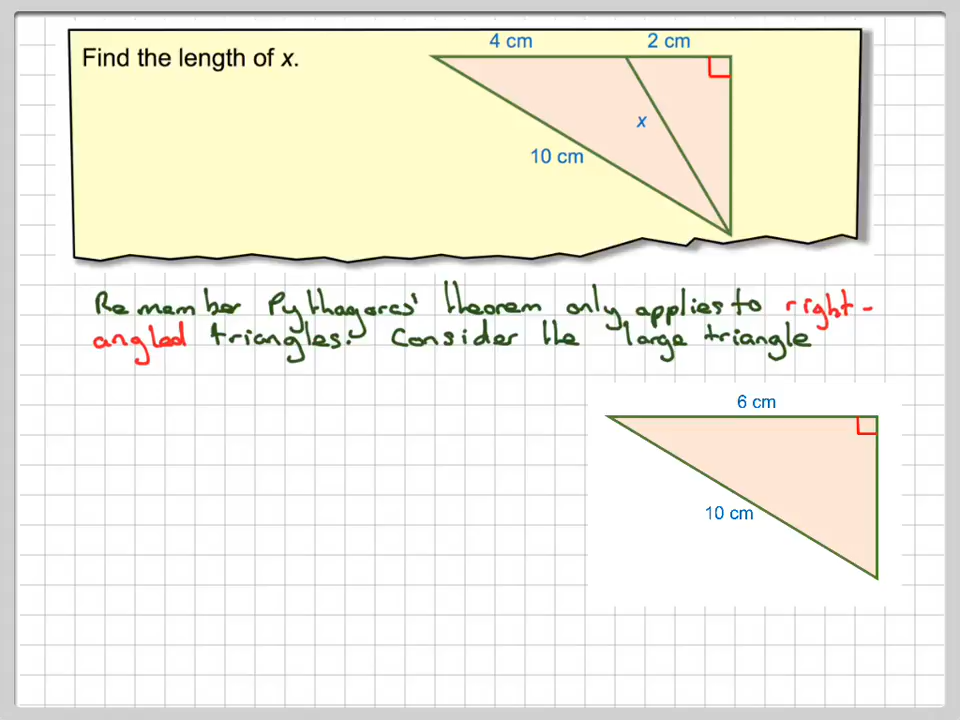 Find the length of x.
4 cm
2 cm
x
10 cm
Remember Pythagoras' theorem only applies to right-
angled triangles. Consider the large triangle
6 cm
10 cm